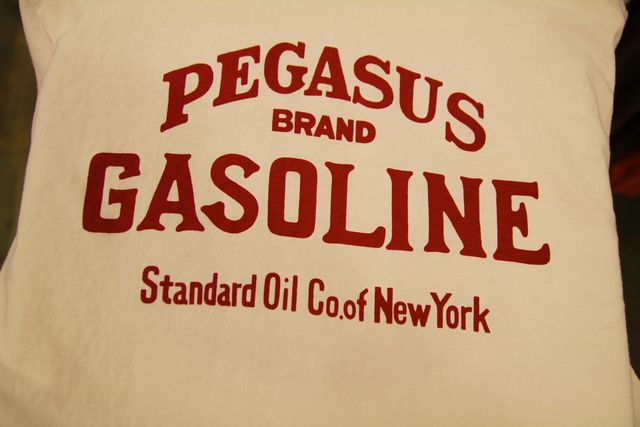 PEGASUS
BRAND
GASOLINE
Standard Oil Co. of New York